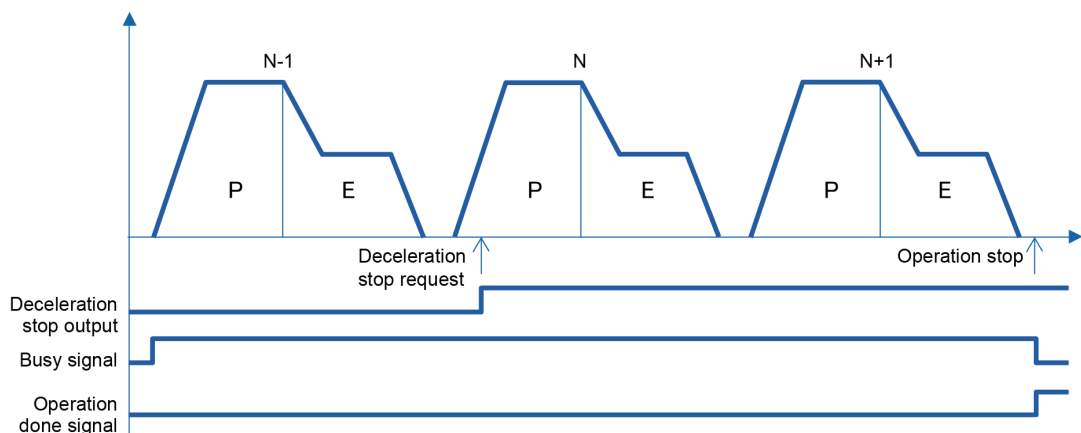 N-1
N
N+1
P
E
P
E
P
E
Deceleration
stop request
Operation stop
Deceleration
stop output
Busy signal
Operation
done signal